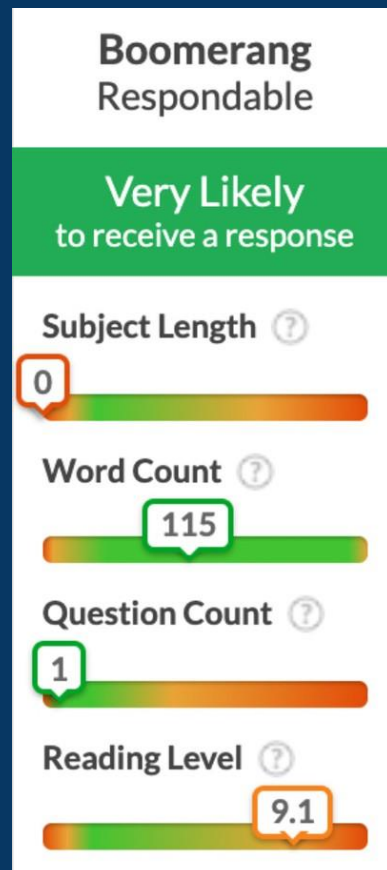 Boomerang
Respondable
Very Likely
to receive a response
Subject Length ?
0
Word Count ?
115
Question Count ?
1
Reading Level ?
9.1